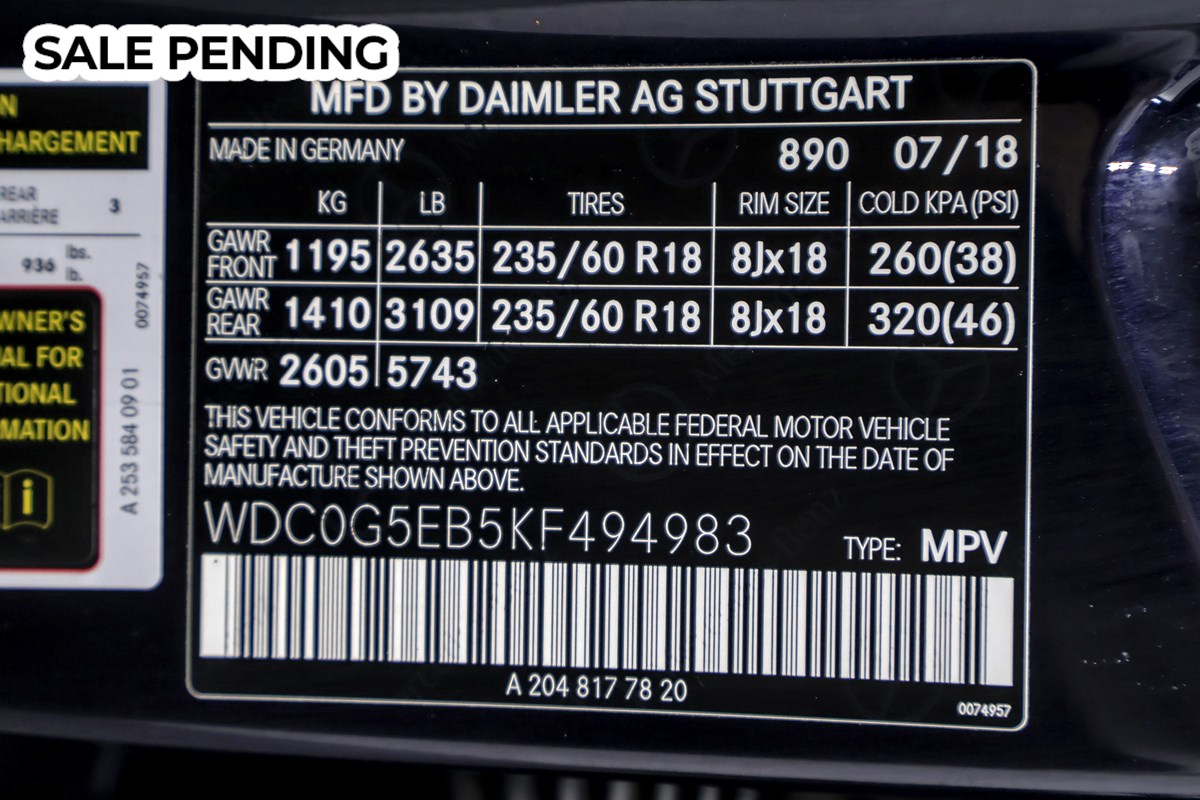 SALE PENDING
HARGEMENT
REAR
3
936 lbs.
lb.
0074957
A 253 584 09 01
MFD BY DAIMLER AG STUTTGART
MADE IN GERMANY 890 07/18
KG LB TIRES RIM SIZE COLD KPA (PSI)
GAWR FRONT 1195 2635 235/60 R18 8Jx18 260(38)
GAWR REAR 1410 3109 235/60 R18 8Jx18 320(46)
GVWR 2605 5743
THIS VEHICLE CONFORMS TO ALL APPLICABLE FEDERAL MOTOR VEHICLE
SAFETY AND THEFT PREVENTION STANDARDS IN EFFECT ON THE DATE OF
MANUFACTURE SHOWN ABOVE.
WDC0G5EB5KF494983 TYPE: MPV
A 204 817 78 20
0074957